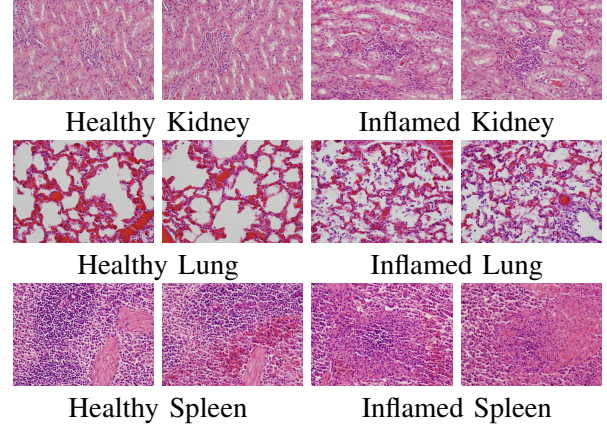 Healthy Kidney Inflamed Kidney
Healthy Lung Inflamed Lung
Healthy Spleen Inflamed Spleen